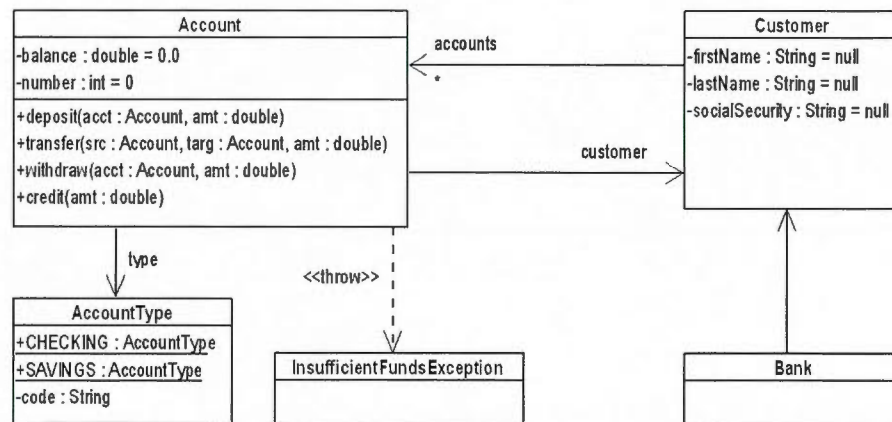 Account
-balance : double = 0.0
-number : int = 0
+deposit(acct : Account, amt : double)
+transfer(src : Account, targ : Account, amt : double)
+withdraw(acct : Account, amt : double)
+credit(amt : double)
accounts
*
customer
Customer
-firstName : String = null
-lastName : String = null
-socialSecurity : String = null
type
<<throw>>
AccountType
+CHECKING : AccountType
+SAVINGS : AccountType
-code : String
InsufficientFundsException
Bank